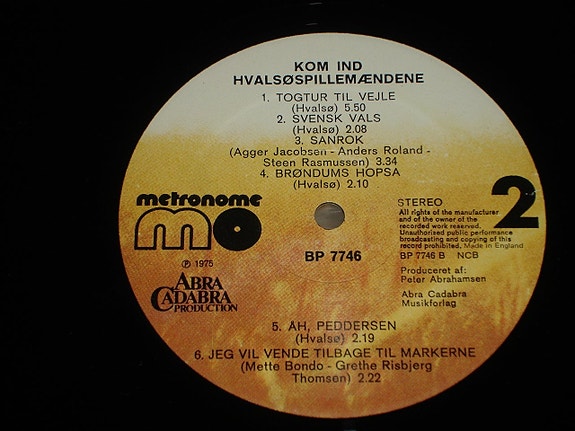 KOM IND
HVALSØSPILLEMÆNDENE
1. TOGTUR TIL VEJLE
(Hvalsø) 5.50
2. SVENSK VALS
(Hvalsø) 2.08
3. SANROK
(Agger Jacobsen - Anders Roland -
Steen Rasmussen) 3.34
4. BRØNDUMS HOPSA
(Hvalsø) 2.10
metronome
mo
BP 7746
℗ 1975
ABRA
CADABRA
PRODUCTION
STEREO
2
All rights of the manufacturer
and of the owner of the
recorded work reserved.
Unauthorised public performance
broadcasting and copying of this
record prohibited. Made in England
BP 7746 B NCB
Produceret af:
Peter Abrahamsen
Abra Cadabra
Musikforlag
5. ÅH, PEDDERSEN
(Hvalsø) 2.19
6. JEG VIL VENDE TILBAGE TIL MARKERNE
(Mette Bondo - Grethe Risbjerg
Thomsen) 2.22